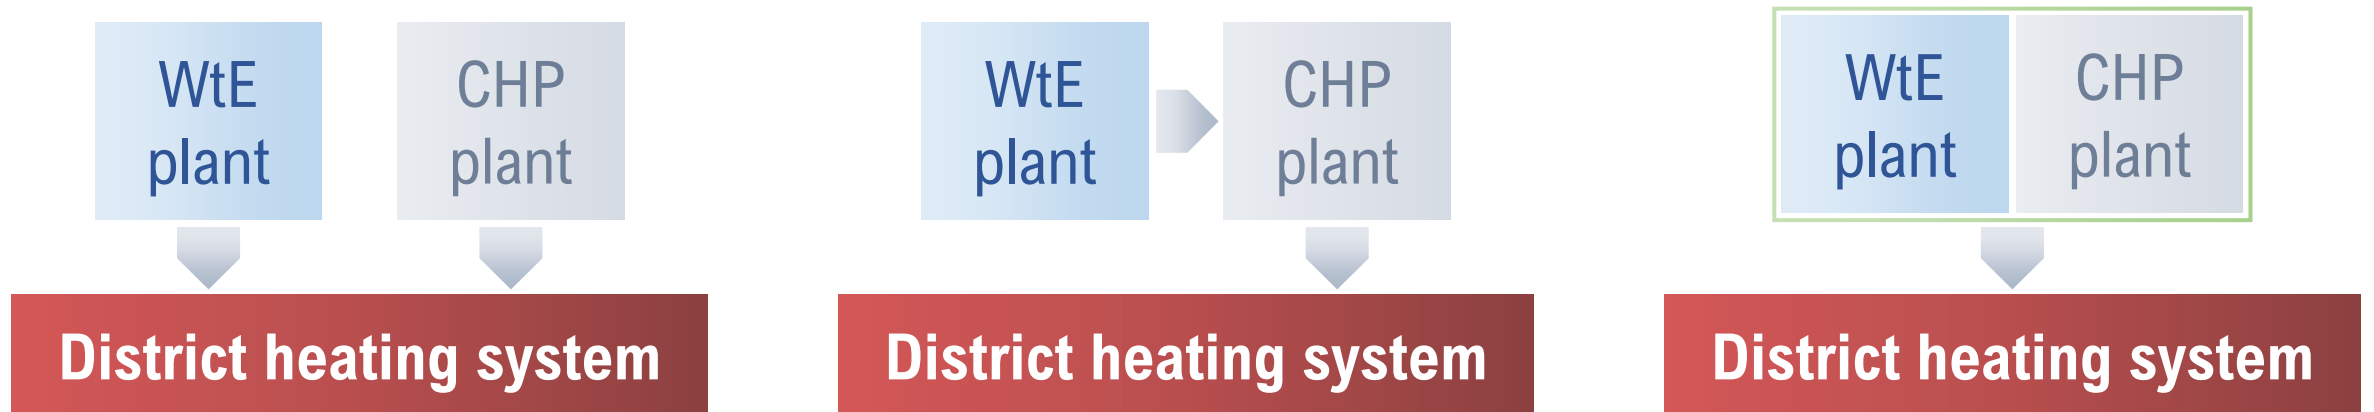 WtE
plant
CHP
plant
District heating system
WtE
plant
CHP
plant
District heating system
WtE
plant
CHP
plant
District heating system